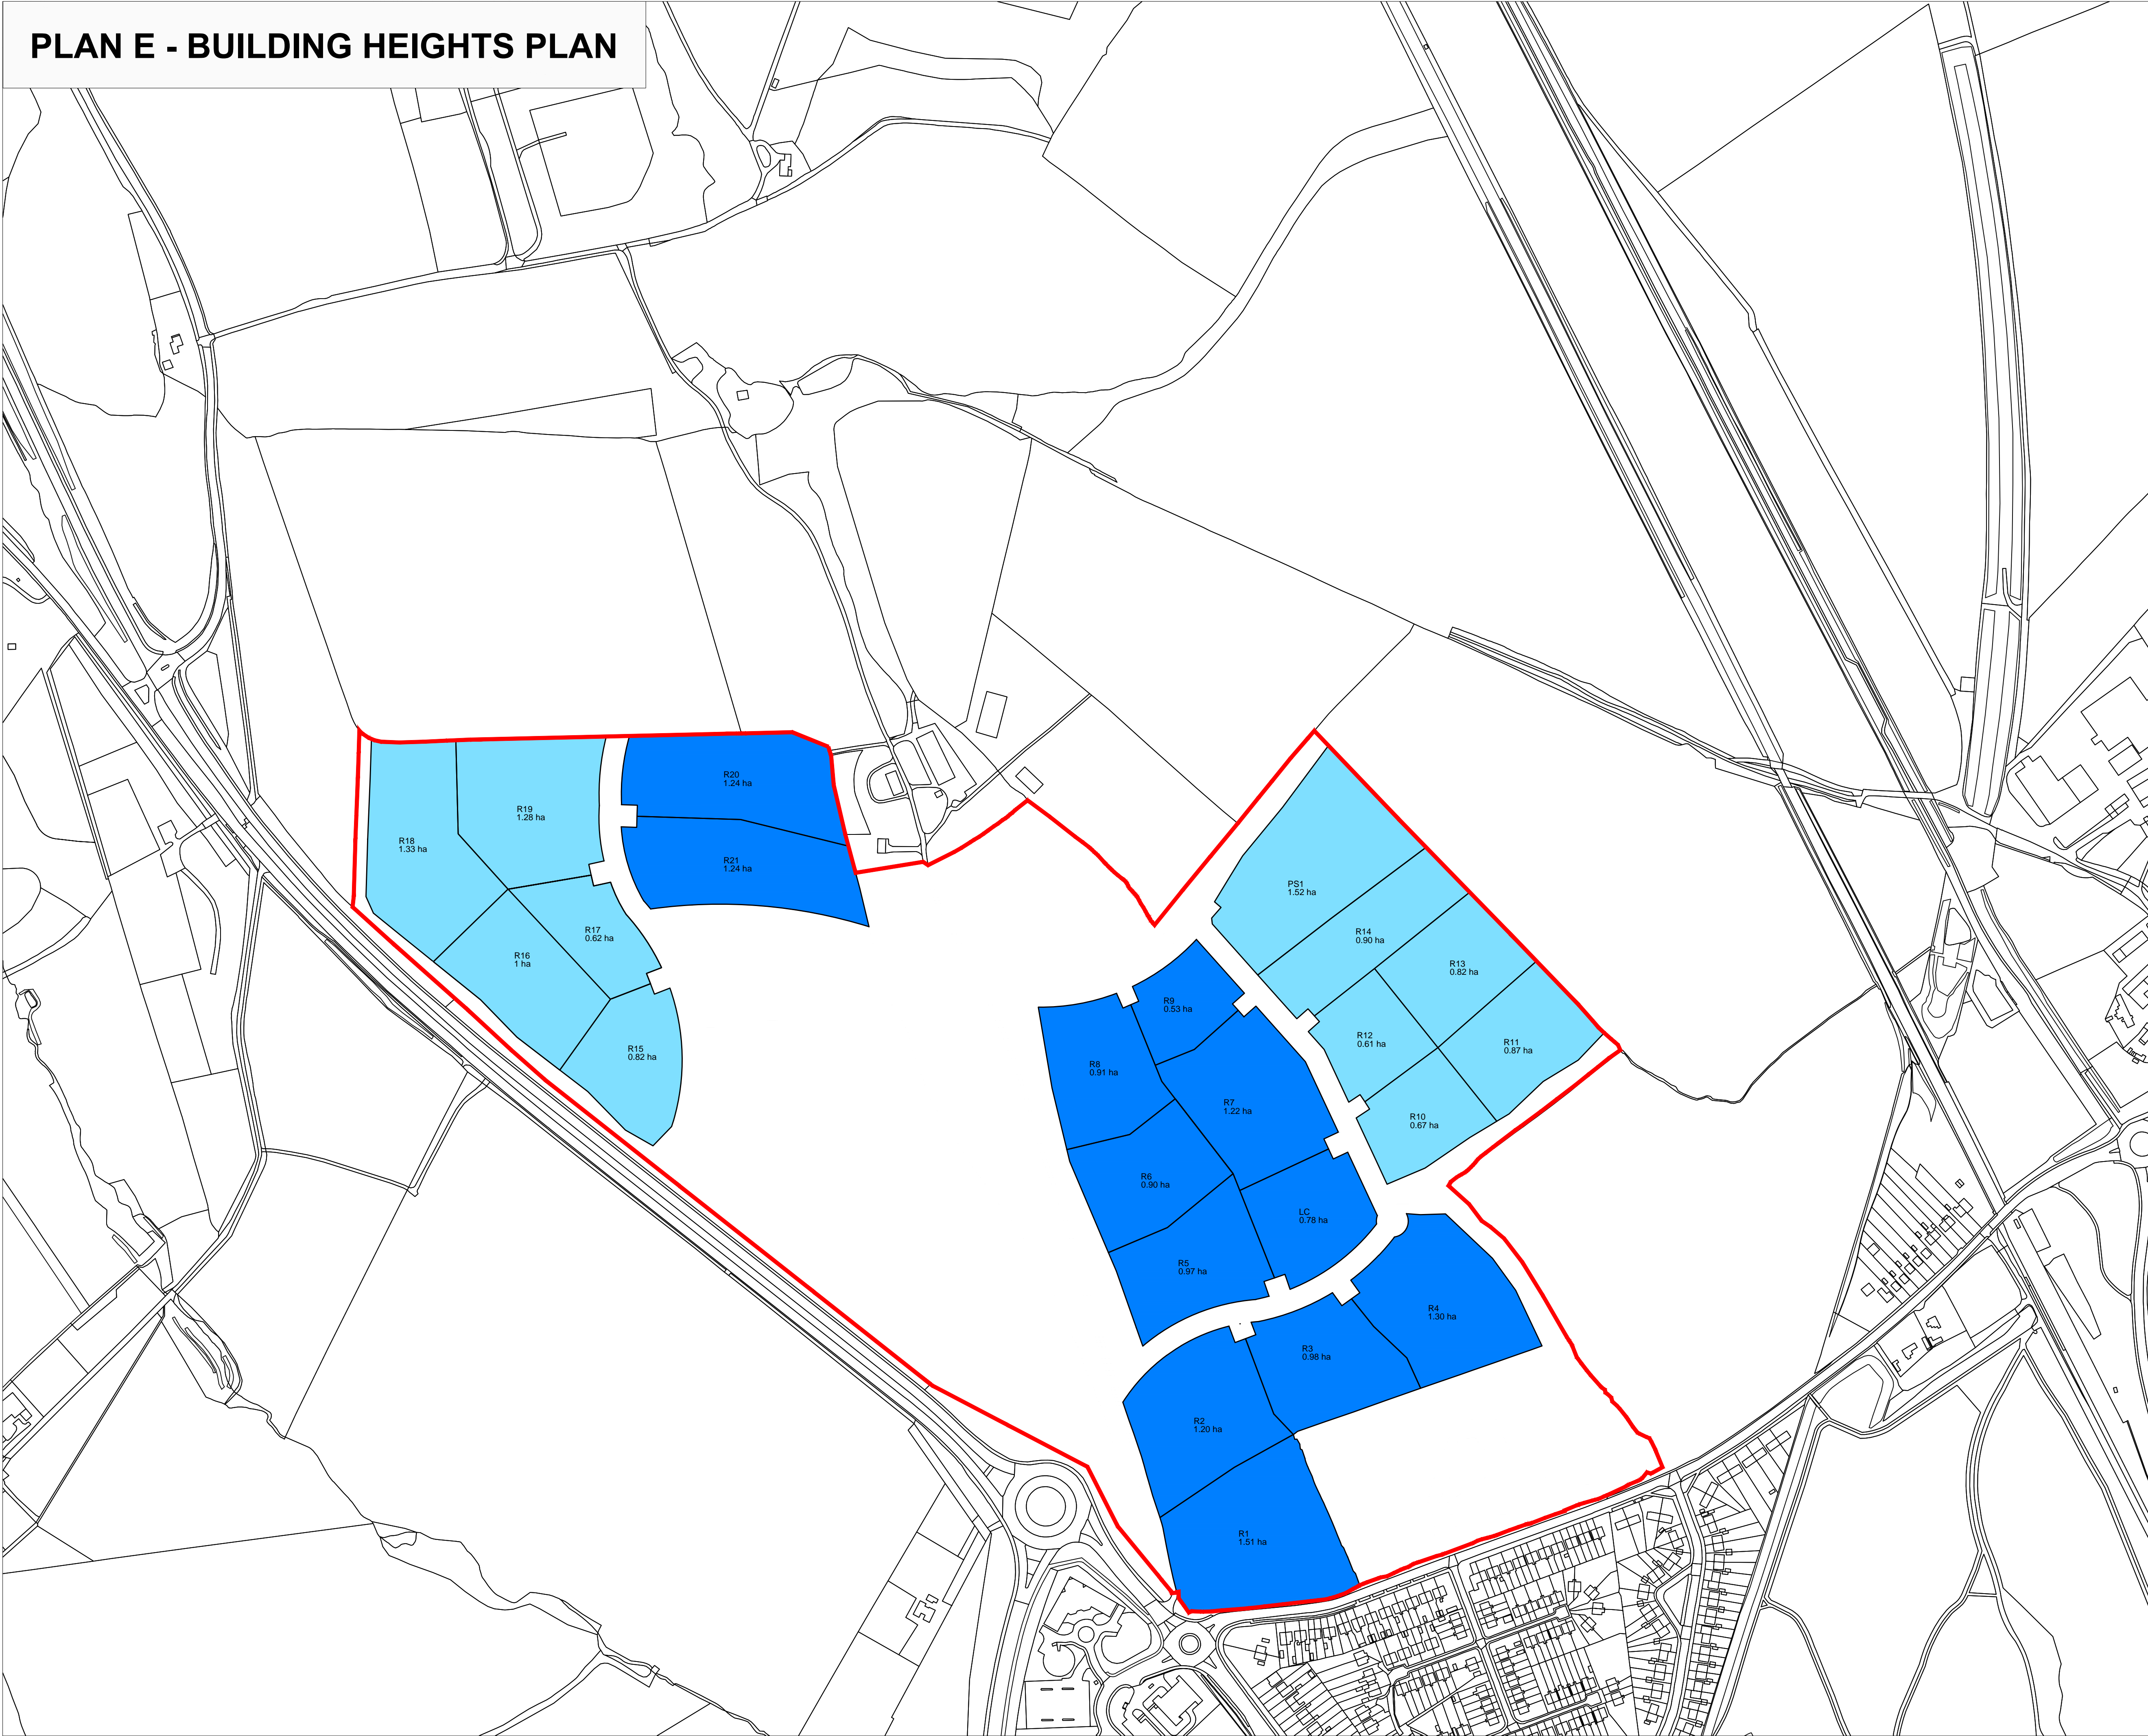 PLAN E - BUILDING HEIGHTS PLAN
R20
1.24 ha
R19
1.28 ha
R18
1.33 ha
R21
1.24 ha
PS1
1.52 ha
R17
0.62 ha
R14
0.90 ha
R16
1 ha
R13
0.82 ha
R9
0.53 ha
R12
0.61 ha
R11
0.87 ha
R15
0.82 ha
R8
0.91 ha
R7
1.22 ha
R10
0.67 ha
R6
0.90 ha
LC
0.78 ha
R5
0.97 ha
R4
1.30 ha
R3
0.98 ha
R2
1.20 ha
R1
1.51 ha